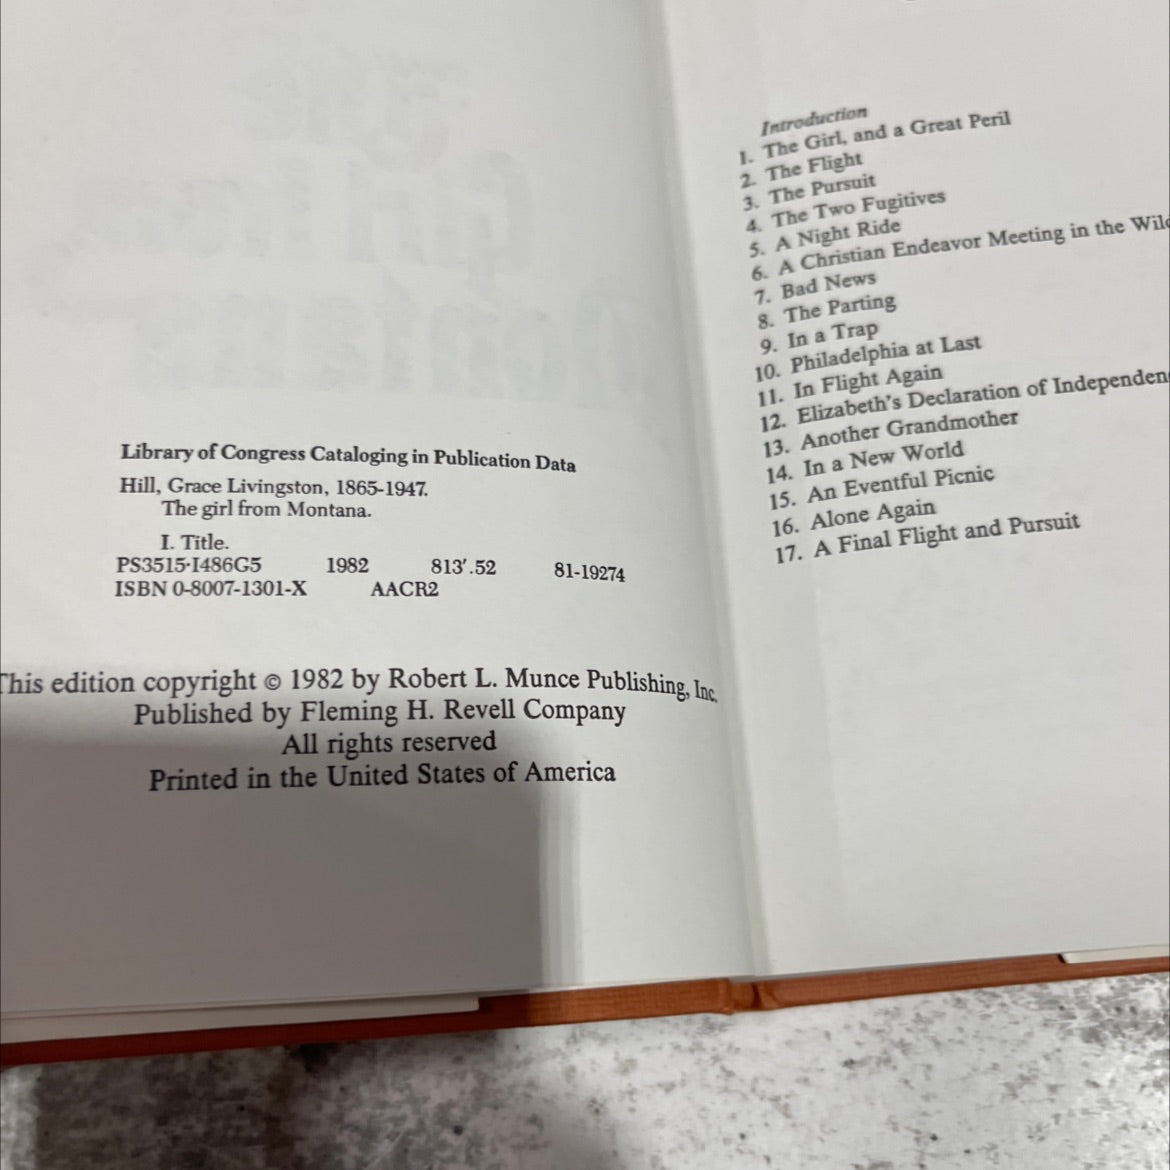 Library of Congress Cataloging in Publication Data
Hill, Grace Livingston, 1865-1947.
The girl from Montana.
I. Title.
PS3515·I486G5 1982 813'.52 81-19274
ISBN 0-8007-1301-X AACR2
This edition copyright © 1982 by Robert L. Munce Publishing, Inc.
Published by Fleming H. Revell Company
All rights reserved
Printed in the United States of America
Introduction
1. The Girl, and a Great Peril
2. The Flight
3. The Pursuit
4. The Two Fugitives
5. A Night Ride
6. A Christian Endeavor Meeting in the
7. Bad News
8. The Parting
9. In a Trap
10. Philadelphia at Last
11. In Flight Again
12. Elizabeth's Declaration of
13. Another Grandmother
14. In a New World
15. An Eventful Picnic
16. Alone Again
17. A Final Flight and Pursuit